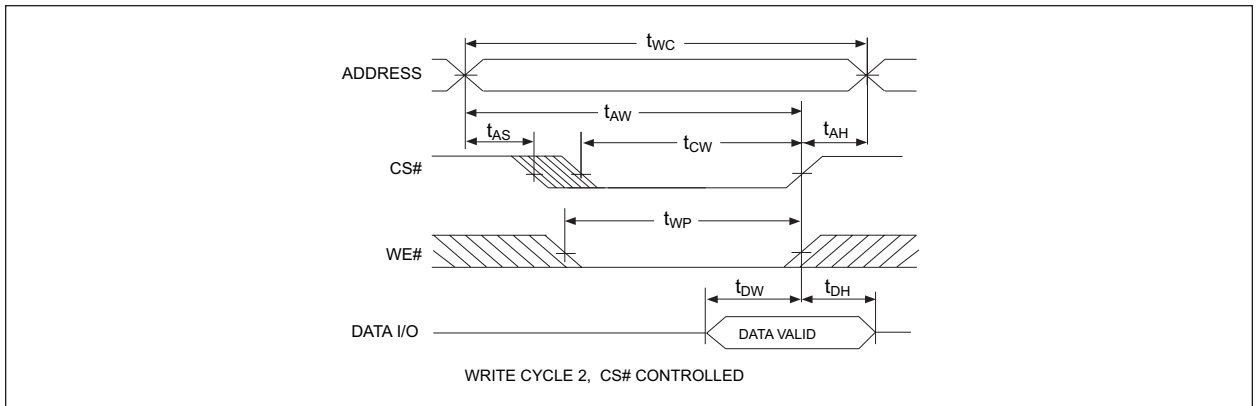 tWC
ADDRESS
tAW
tAS
tCW
tAH
CS#
tWP
WE#
tDW
tDH
DATA I/O
DATA VALID
WRITE CYCLE 2, CS# CONTROLLED